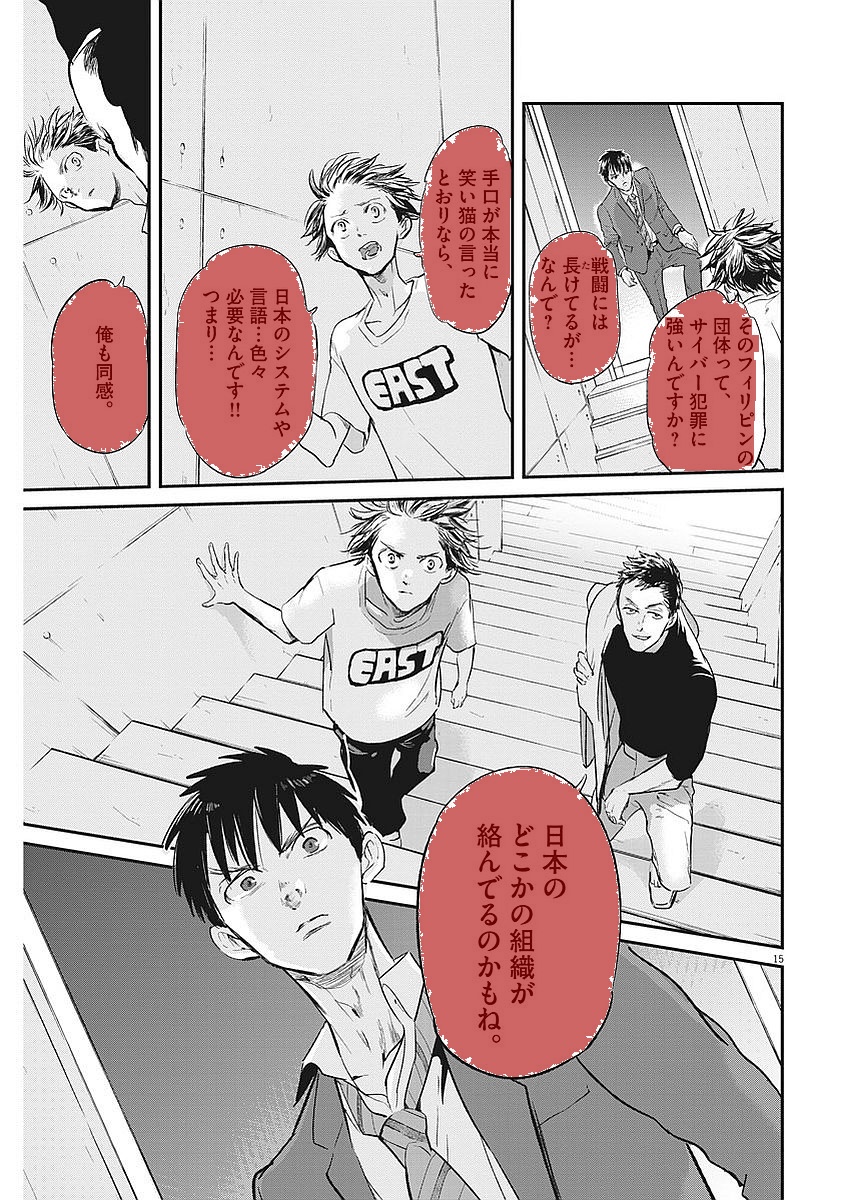 そのフィリピンの
団体って、
サイバー犯罪に
強いんですか？
戦闘には
長けてるが…
なんで？
手口が本当に
笑い猫の言った
とおりなら、
日本のシステムや
言語…色々
必要なんです!!
つまり…
EAST
俺も同感。
EAST
日本の
どこかの組織が
絡んでるのかもね。
15